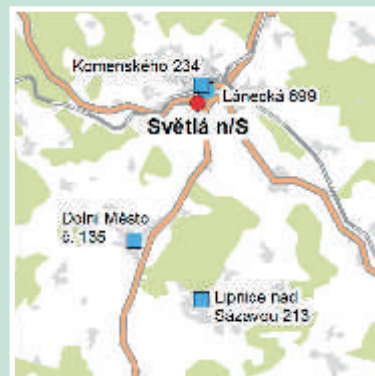 Komenského 234
Lánecká 699
Světlá n/S
Dolní Město
č. 135
Lipnice nad
Sázavou 213